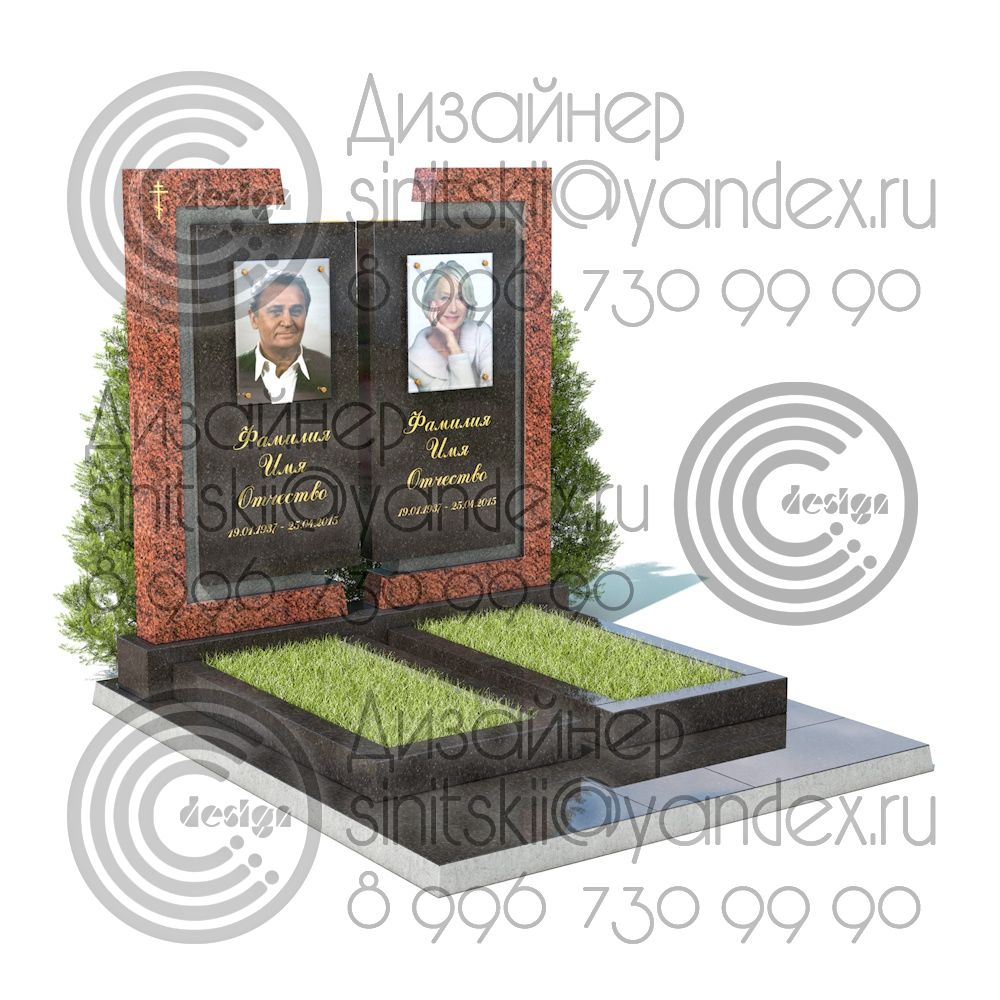 Дизайнер
sinitskii@yandex.ru
8 996 730 99 90
design
Дизайнер
sinitskii@yandex.ru
8 996 730 99 90
design
Фамилия
Имя
Отчество
19.01.1937 - 25.04.2015
Фамилия
Имя
Отчество
19.01.1937 - 25.04.2015
Дизайнер
sinitskii@yandex.ru
8 996 730 99 90
design